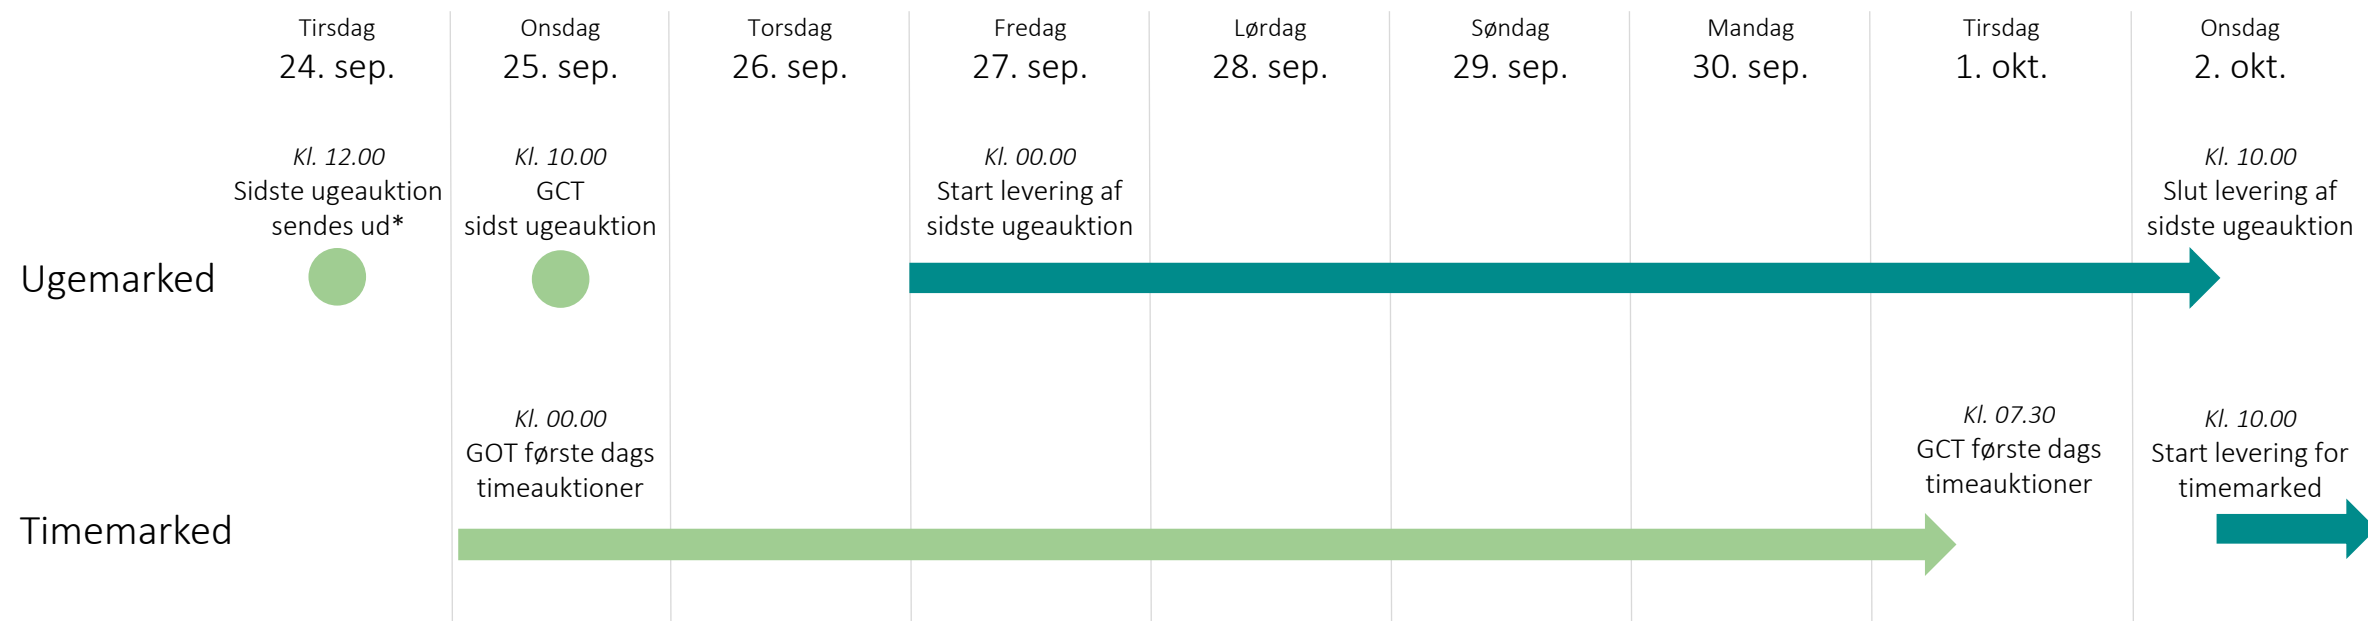 Tirsdag
24. sep.
Onsdag
25. sep.
Torsdag
26. sep.
Fredag
27. sep.
Lørdag
28. sep.
Søndag
29. sep.
Mandag
30. sep.
Tirsdag
1. okt.
Onsdag
2. okt.
Ugemarked
Kl. 12.00
Sidste ugeauktion
sendes ud*
Kl. 10.00
GCT
sidst ugeauktion
Kl. 00.00
Start levering af
sidste ugeauktion
Kl. 10.00
Slut levering af
sidste ugeauktion
Timemarked
Kl. 00.00
GOT første dags
timeauktioner
Kl. 07.30
GCT første dags
timeauktioner
Kl. 10.00
Start levering for
timemarked